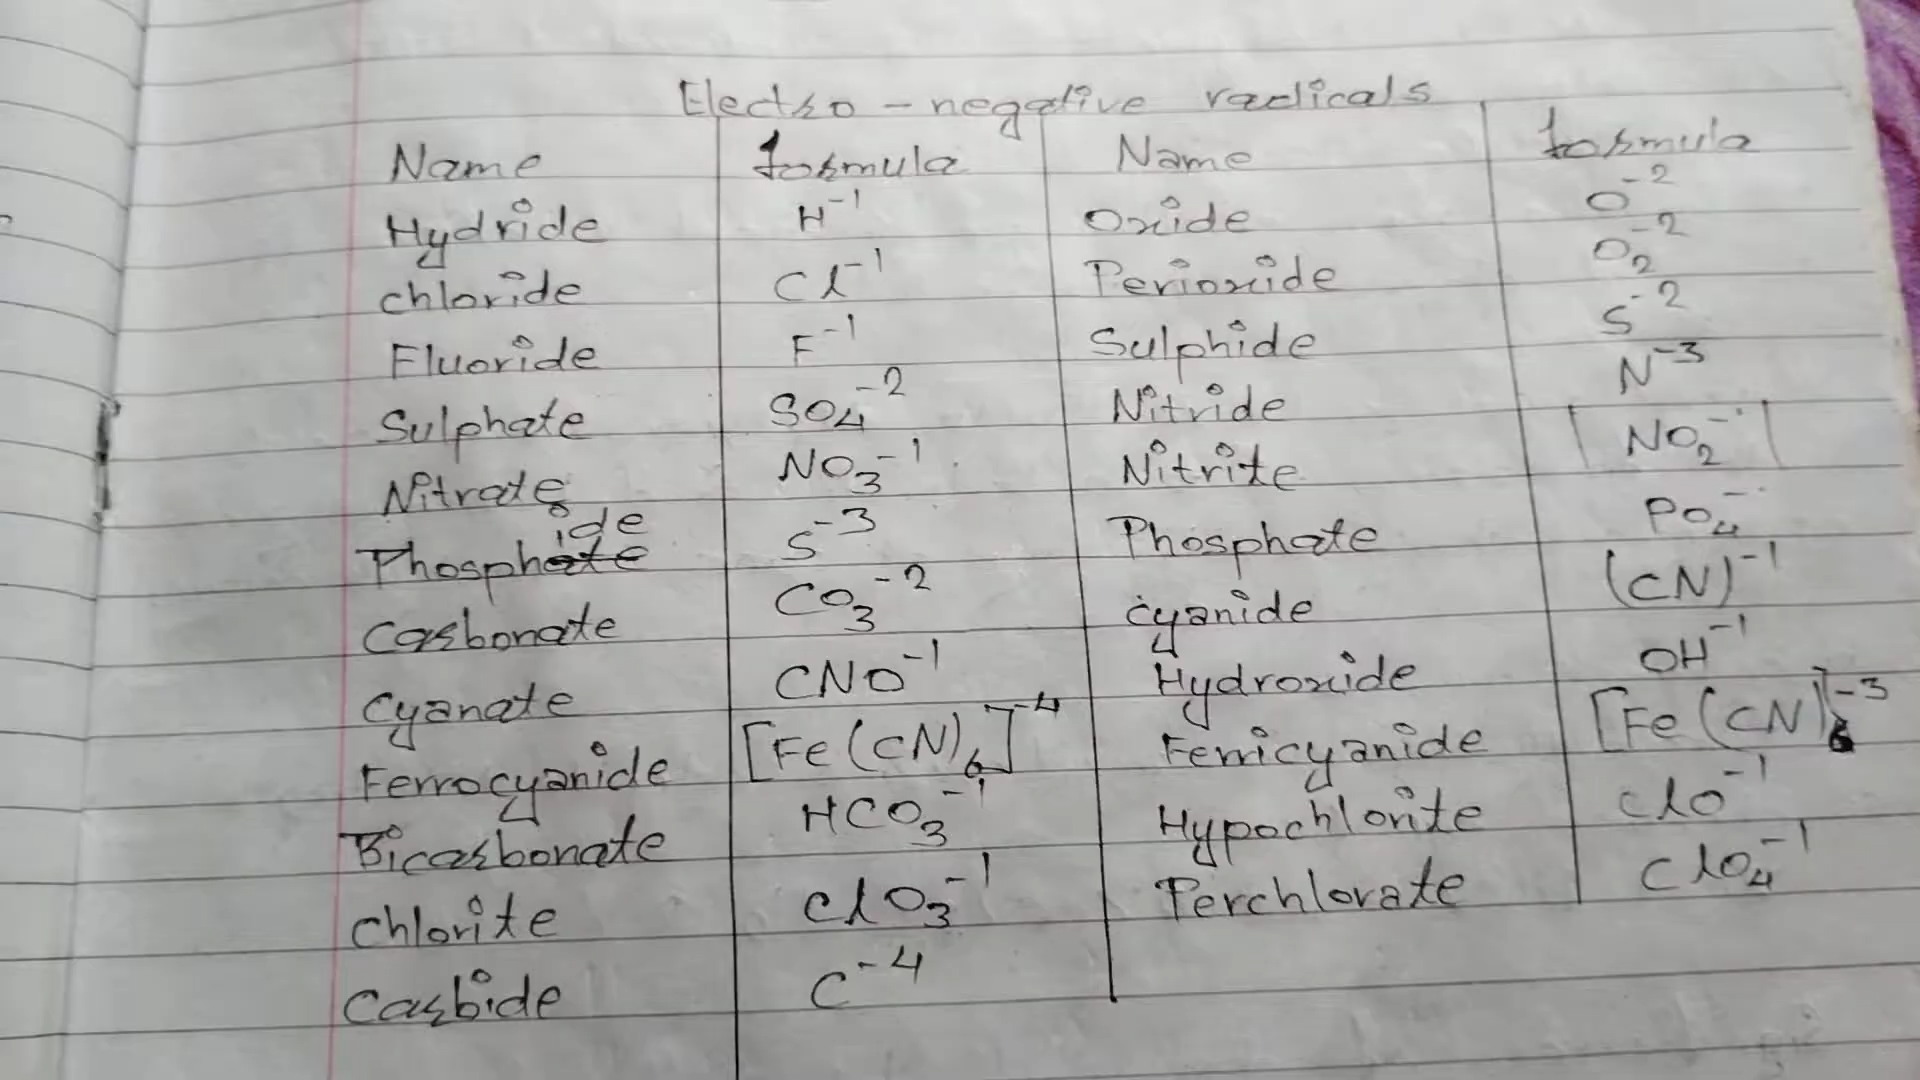 Electro - negative radicals
Name formula Name formula
Hydride H⁻¹ Oxide O⁻²
chloride Cl⁻¹ Perioxide O₂⁻²
Fluoride F⁻¹ Sulphide S⁻²
Sulphate SO₄⁻² Nitride N⁻³
Nitrate NO₃⁻¹ Nitrite NO₂⁻
Phosphide S⁻³ Phosphate PO₄⁻
Carbonate CO₃⁻² cyanide (CN)⁻¹
Cyanate CNO⁻¹ Hydroxide OH⁻¹
Ferrocyanide [Fe(CN)₆]⁻⁴ Ferricyanide [Fe(CN)₆]⁻³
Bicarbonate HCO₃⁻¹ Hypochlorite ClO⁻¹
Chlorite ClO₃⁻¹ Perchlorate ClO₄⁻¹
Carbide C⁻⁴